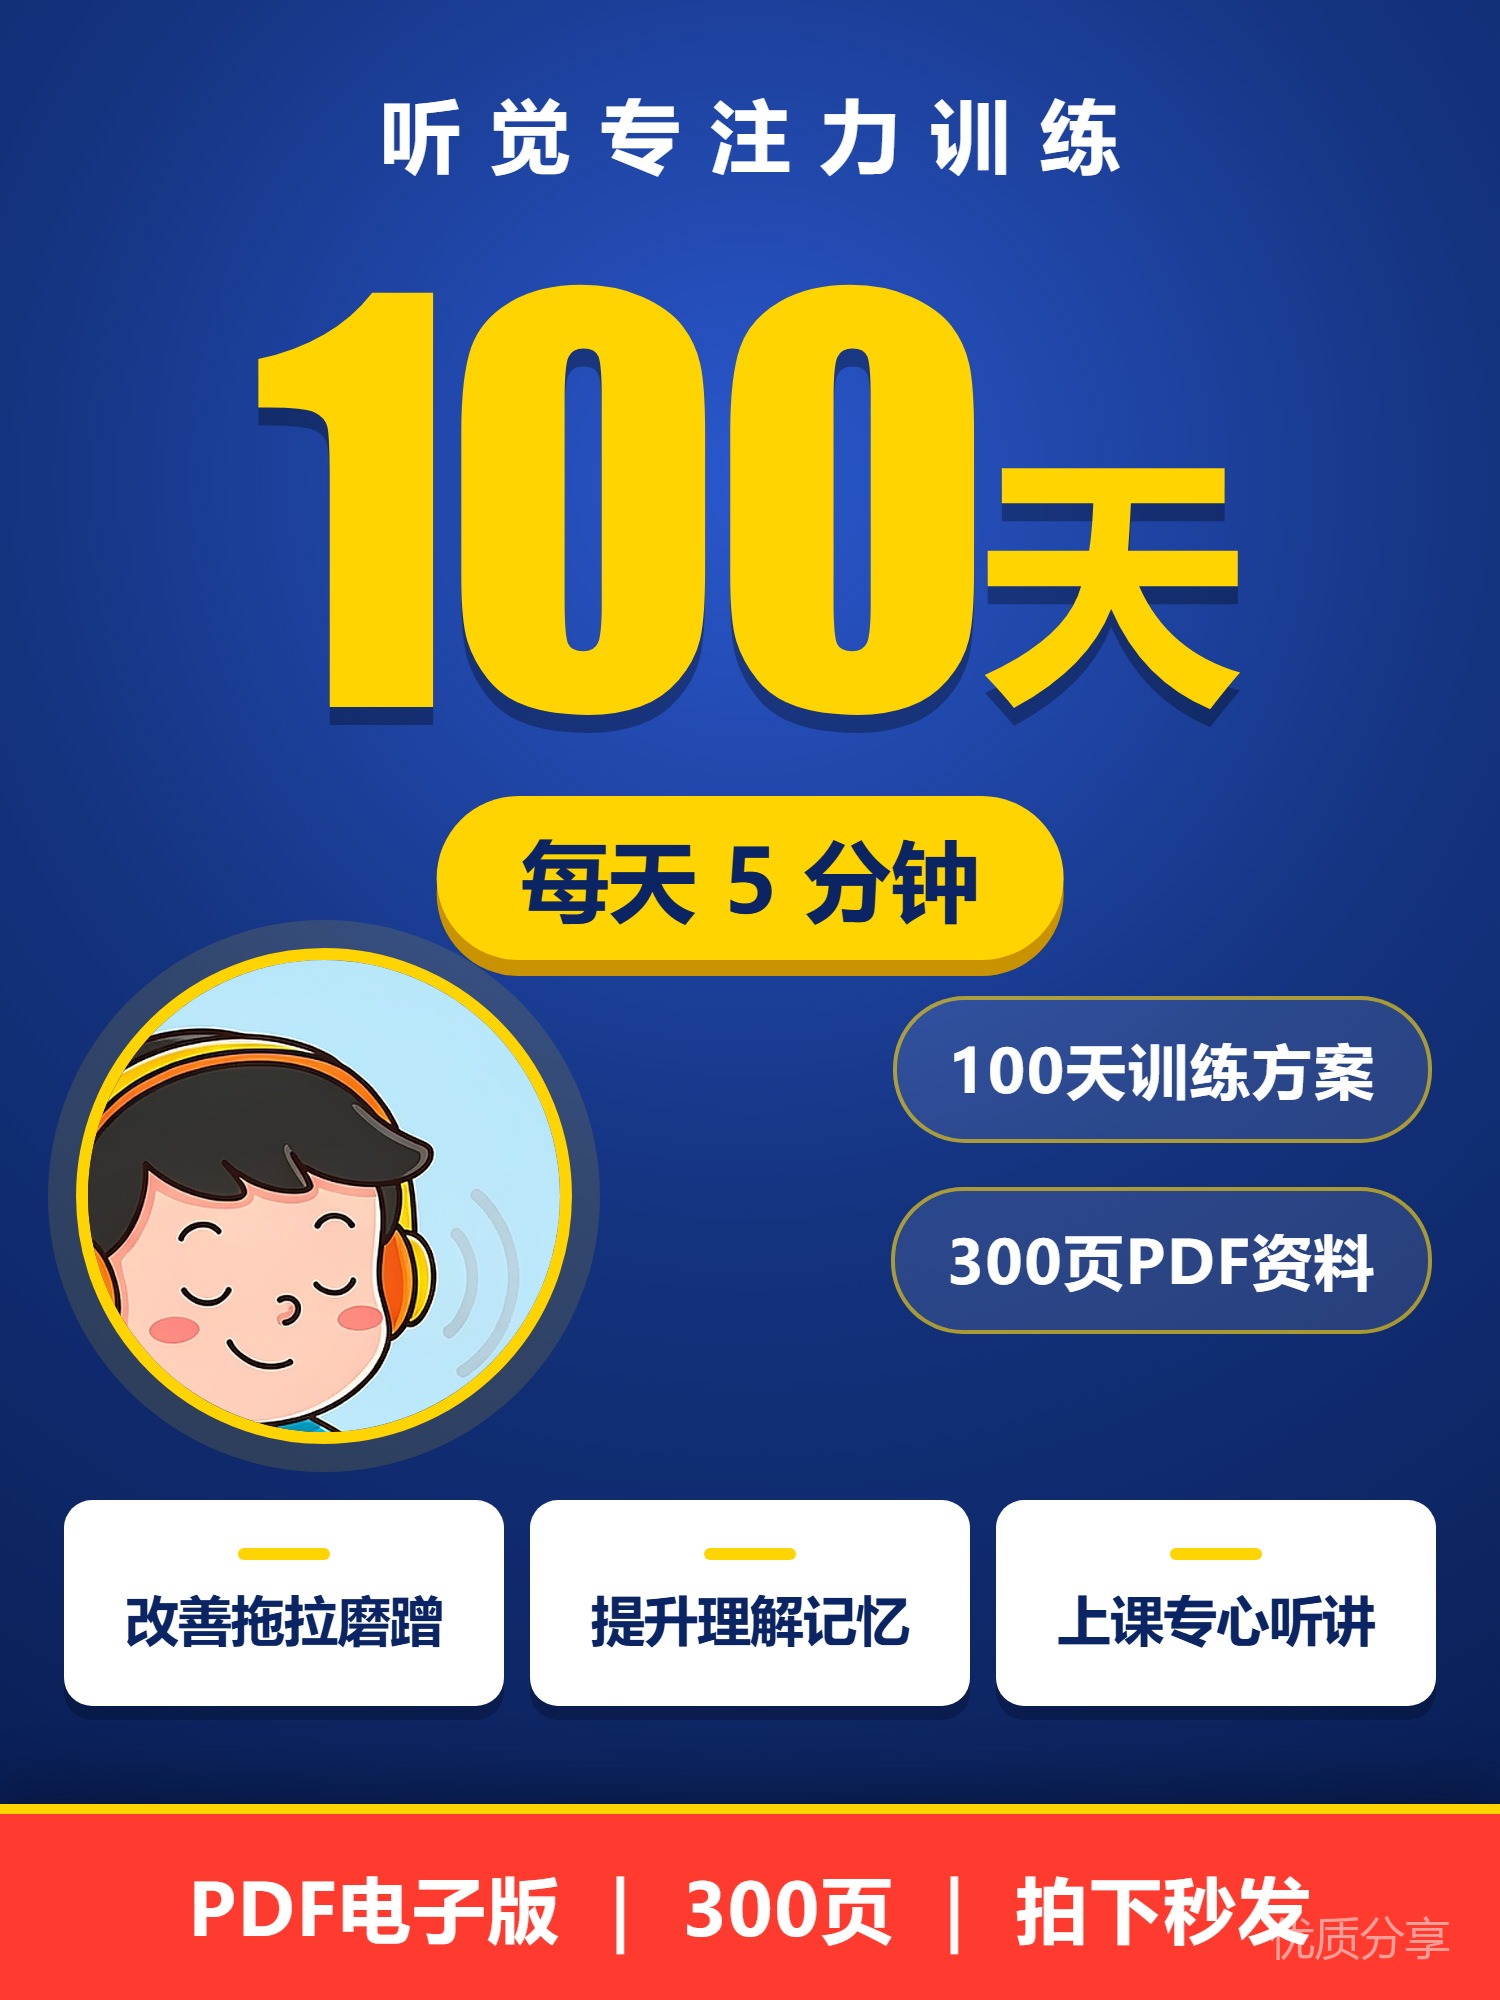 听觉专注力训练
100天
每天 5 分钟
100天训练方案
300页PDF资料
改善拖拉磨蹭
提升理解记忆
上课专心听讲
PDF电子版 | 300页 | 拍下秒发
优质分享